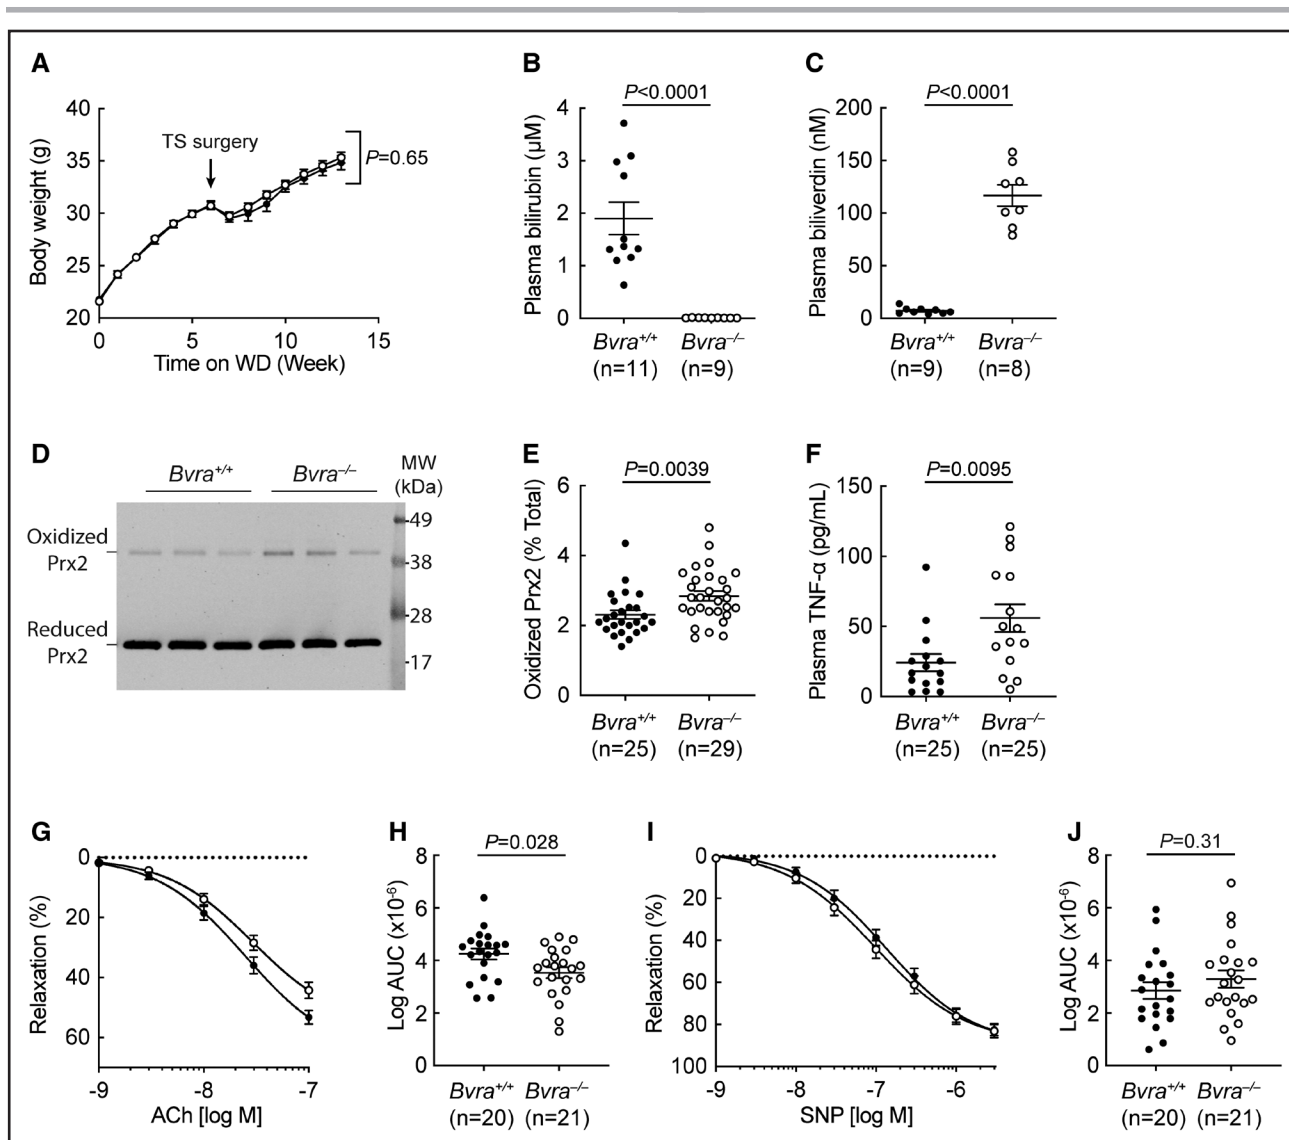 A
B
C
40
35
30
25
20
Body weight (g)
TS surgery
P=0.65
0
5
10
15
Time on WD (Week)
P<0.0001
4
3
2
1
0
Plasma bilirubin (µM)
Bvra+/+
(n=11)
Bvra–/–
(n=9)
P<0.0001
200
150
100
50
0
Plasma biliverdin (nM)
Bvra+/+
(n=9)
Bvra–/–
(n=8)
D
E
F
Bvra+/+
Bvra–/–
MW
(kDa)
Oxidized
Prx2
Reduced
Prx2
49
38
28
17
P=0.0039
6
4
2
0
Oxidized Prx2 (% Total)
Bvra+/+
(n=25)
Bvra–/–
(n=29)
P=0.0095
150
100
50
0
Plasma TNF-α (pg/mL)
Bvra+/+
(n=25)
Bvra–/–
(n=25)
G
H
I
J
0
20
40
60
Relaxation (%)
-9
-8
-7
ACh [log M]
P=0.028
8
6
4
2
0
Log AUC (x10-6)
Bvra+/+
(n=20)
Bvra–/–
(n=21)
0
20
40
60
80
100
Relaxation (%)
-9
-8
-7
-6
SNP [log M]
P=0.31
8
6
4
2
0
Log AUC (x10-6)
Bvra+/+
(n=20)
Bvra–/–
(n=21)